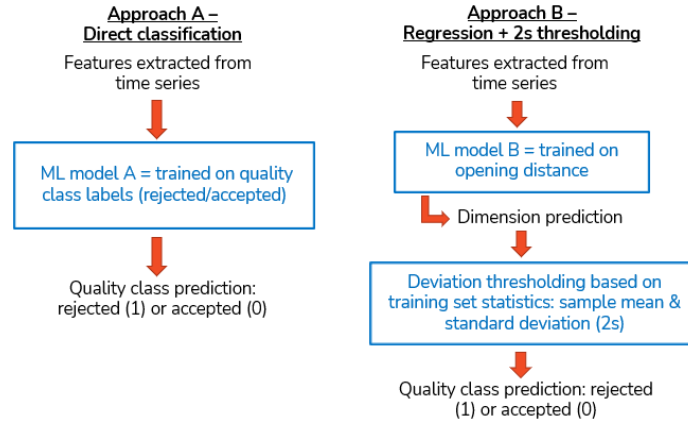 Approach A –
Direct classification
Features extracted from
time series
ML model A = trained on quality
class labels (rejected/accepted)
Quality class prediction:
rejected (1) or accepted (0)
Approach B –
Regression + 2s thresholding
Features extracted from
time series
ML model B = trained on
opening distance
Dimension prediction
Deviation thresholding based on
training set statistics: sample mean &
standard deviation (2s)
Quality class prediction: rejected
(1) or accepted (0)